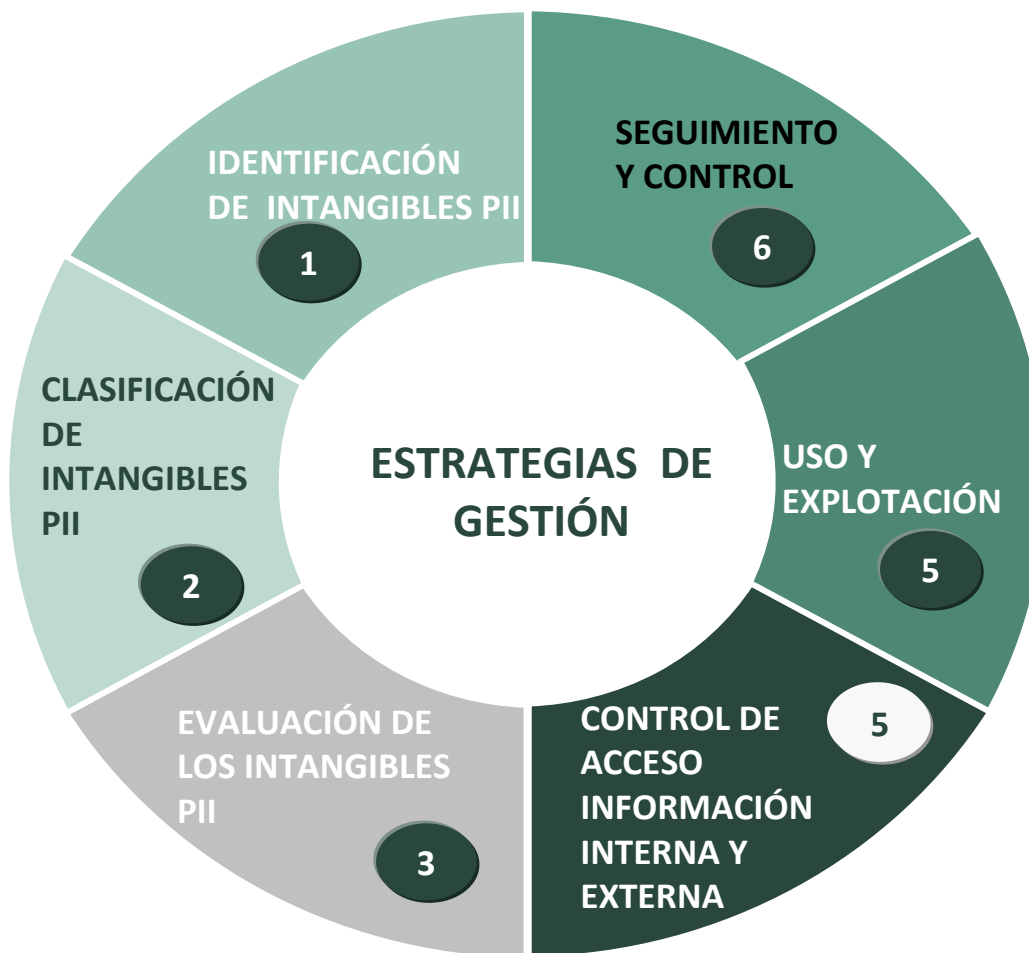 IDENTIFICACIÓN
DE INTANGIBLES PII
1
CLASIFICACIÓN
DE
INTANGIBLES
PII
2
EVALUACIÓN DE
LOS INTANGIBLES
PII
3
CONTROL DE
ACCESO
INFORMACIÓN
INTERNA Y
EXTERNA
5
USO Y
EXPLOTACIÓN
5
SEGUIMIENTO
Y CONTROL
6
ESTRATEGIAS DE
GESTIÓN